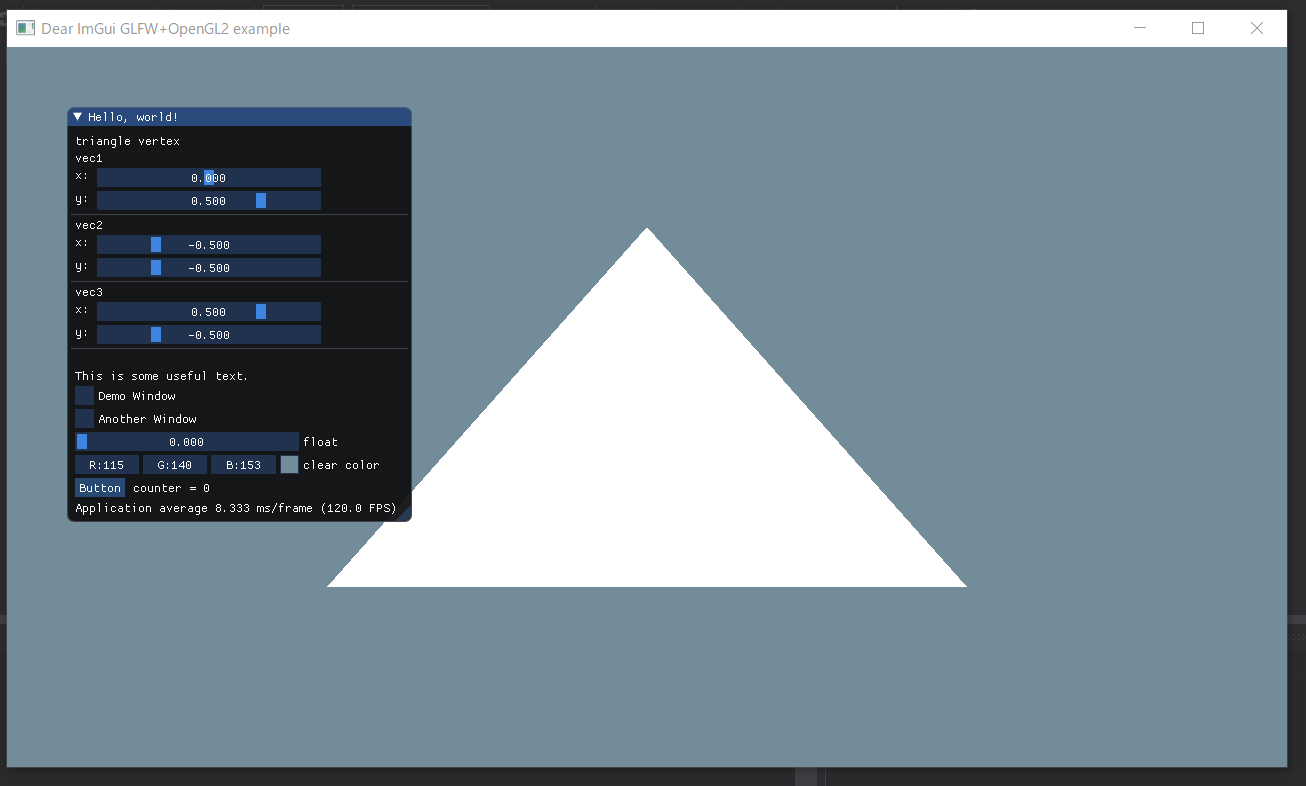 Dear ImGui GLFW+OpenGL2 example
Hello, world!
triangle vertex
vec1
x: 0.000
y: 0.500
vec2
x: -0.500
y: -0.500
vec3
x: 0.500
y: -0.500
This is some useful text.
Demo Window
Another Window
0.000 float
R:115 G:140 B:153 clear color
Button counter = 0
Application average 8.333 ms/frame (120.0 FPS)